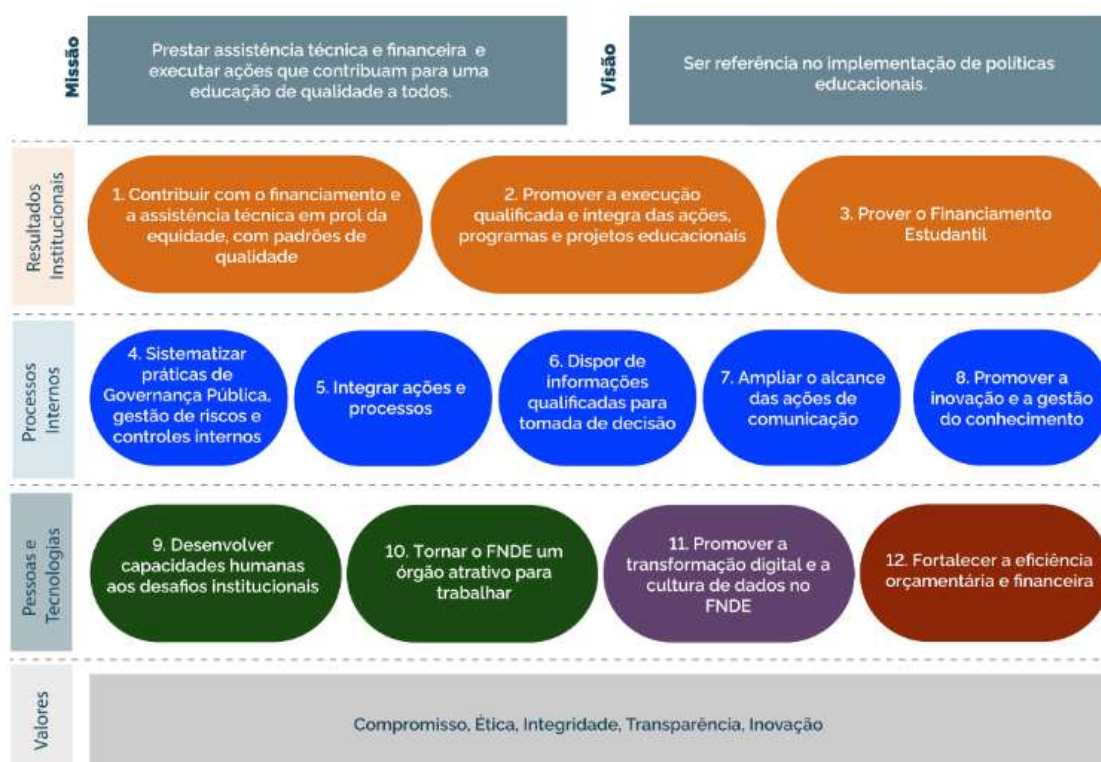 Missão
Prestar assistência técnica e financeira e
executar ações que contribuam para uma
educação de qualidade a todos.
Visão
Ser referência no implementação de políticas
educacionais.
Resultados
Institucionais
1. Contribuir com o financiamento e
a assistência técnica em prol da
equidade, com padrões de
qualidade
2. Promover a execução
qualificada e integra das ações,
programas e projetos educacionais
3. Prover o Financiamento
Estudantil
Processos
Internos
4. Sistematizar
práticas de
Governança Pública,
gestão de riscos e
controles internos
5. Integrar ações e
processos
6. Dispor de
informações
qualificadas para
tomada de decisão
7. Ampliar o alcance
das ações de
comunicação
8. Promover a
inovação e a gestão
do conhecimento
Pessoas e
Tecnologias
9. Desenvolver
capacidades humanas
aos desafios institucionais
10. Tornar o FNDE um
órgão atrativo para
trabalhar
11. Promover a
transformação digital e a
cultura de dados no
FNDE
12. Fortalecer a eficiência
orçamentária e financeira
Valores
Compromisso, Ética, Integridade, Transparência, Inovação